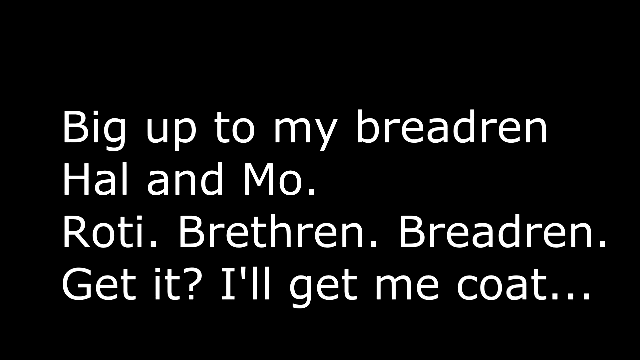 Big up to my breadren
Hal and Mo.
Roti. Brethren. Breadren.
Get it? I'll get me coat...